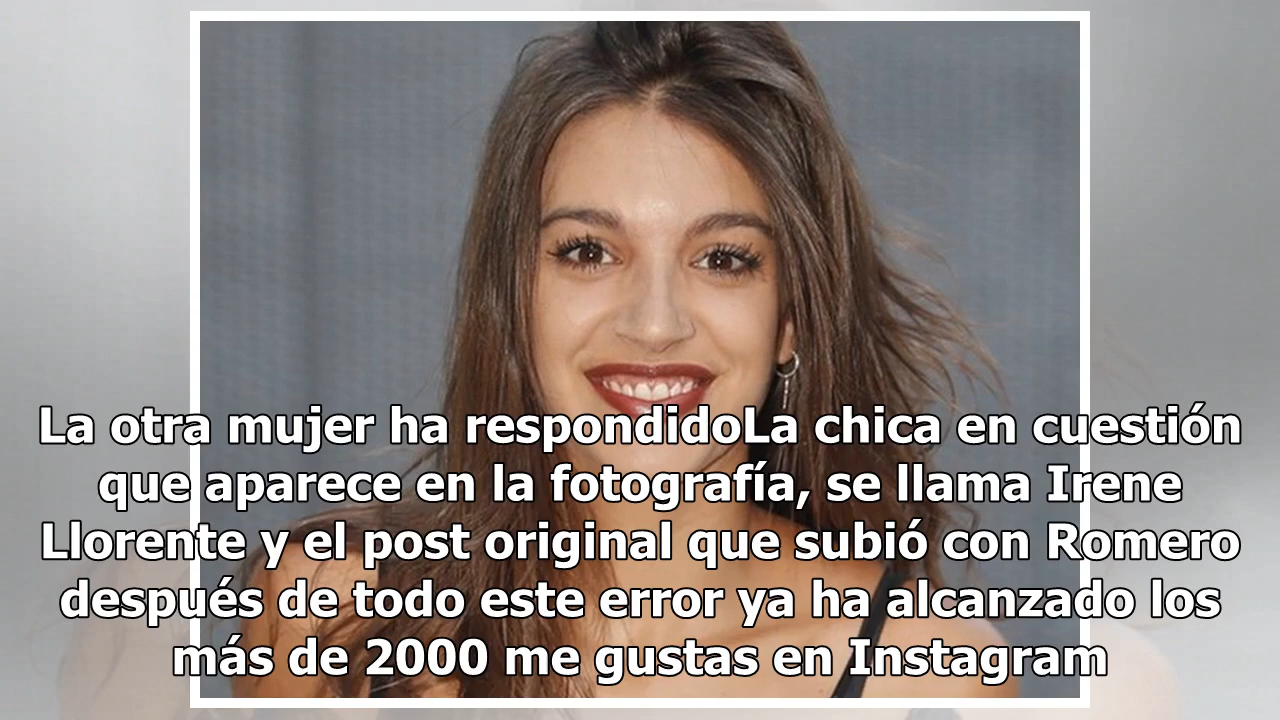 La otra mujer ha respondidoLa chica en cuestión
que aparece en la fotografía, se llama Irene
Llorente y el post original que subió con Romero
después de todo este error ya ha alcanzado los
más de 2000 me gustas en Instagram